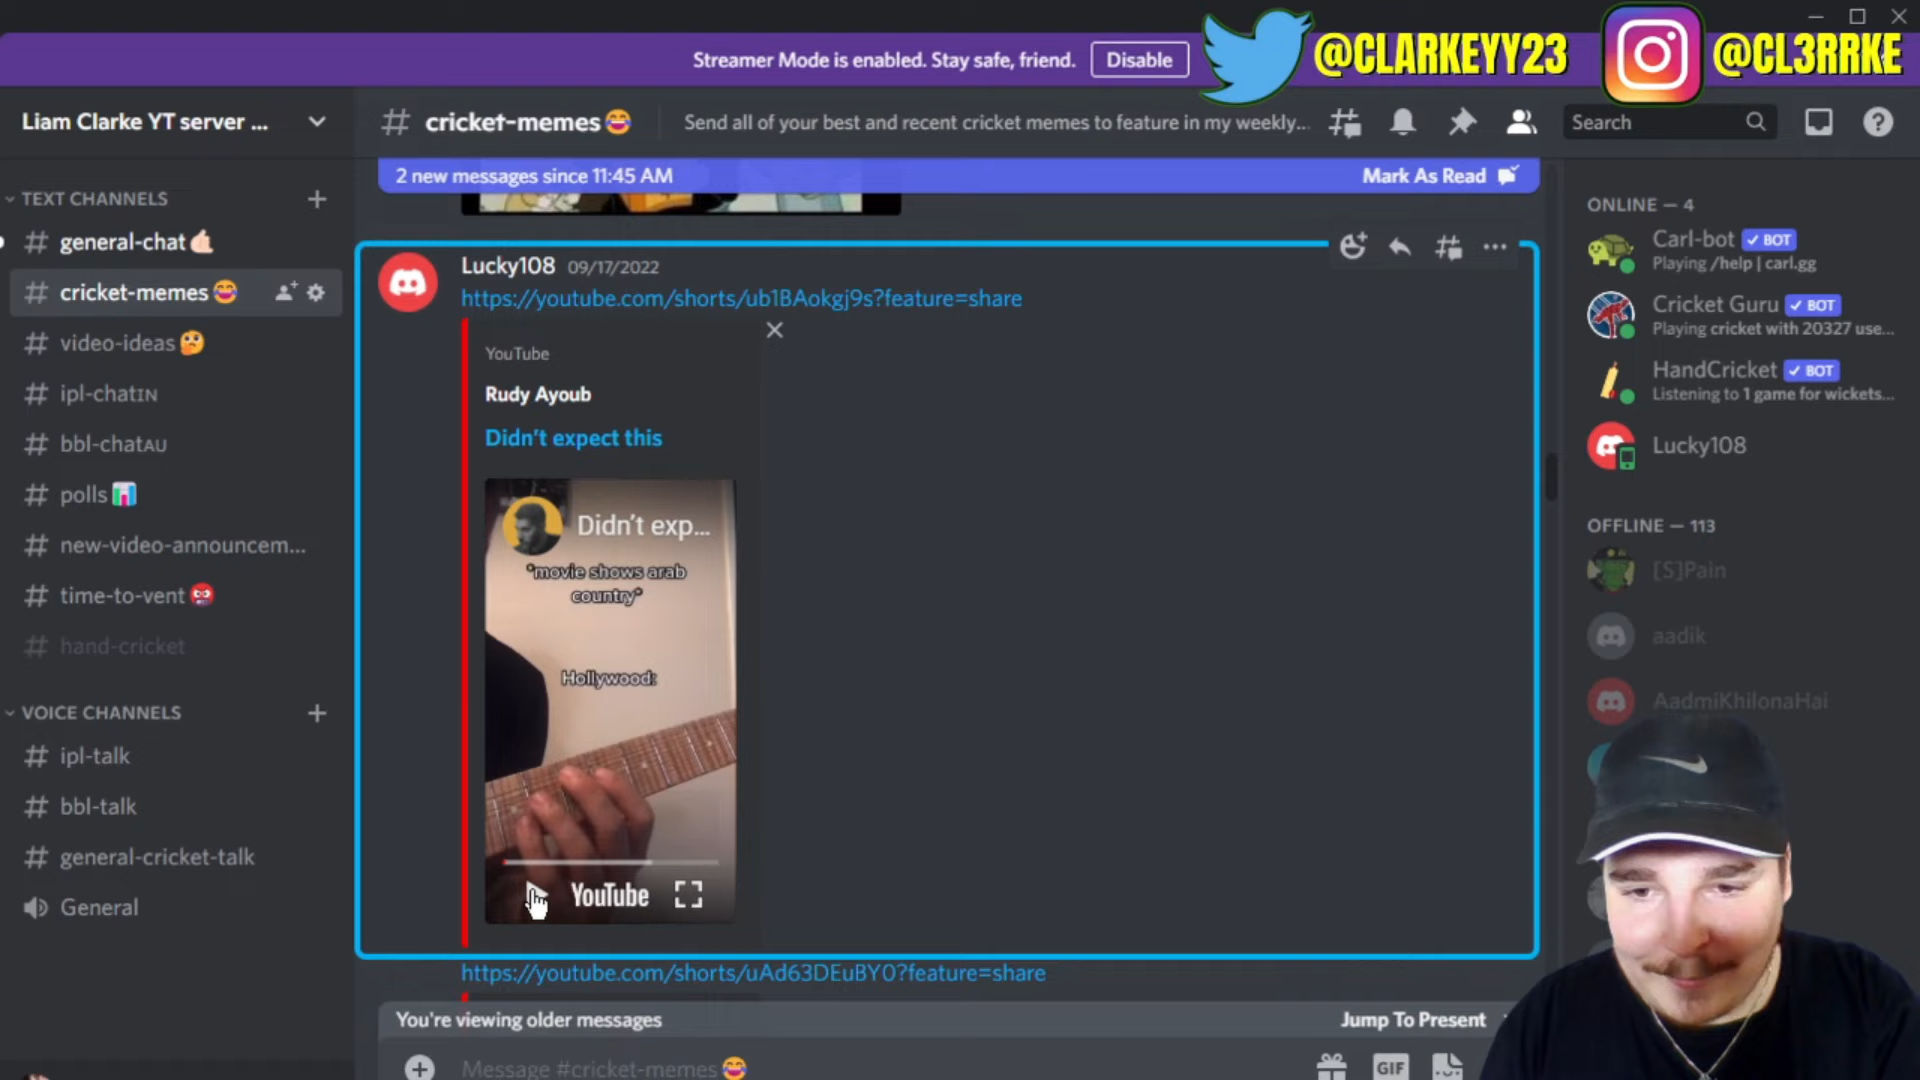 Streamer Mode is enabled. Stay safe, friend.
Disable
@CLARKEYY23
@CL3RRKE
Liam Clarke YT server ...
# cricket-memes😂
Send all of your best and recent cricket memes to feature in my weekly...
Search
TEXT CHANNELS
# general-chat🤙🏻
# cricket-memes😂
# video-ideas🤔
# ipl-chatIN
# bbl-chatAU
# polls📊
# new-video-announcem...
# time-to-vent👹
# hand-cricket
VOICE CHANNELS
# ipl-talk
# bbl-talk
# general-cricket-talk
General
2 new messages since 11:45 AM
Mark As Read
Lucky108 09/17/2022
https://youtube.com/shorts/ub1BAokgj9s?feature=share
YouTube
Rudy Ayoub
Didn't expect this
Didn't exp...
*movie shows arab
country*
Hollywood:
YouTube
https://youtube.com/shorts/uAd63DEuBY0?feature=share
You're viewing older messages
Jump To Present
Message #cricket-memes😂
GIF
ONLINE — 4
Carl-bot ✓ BOT
Playing /help | carl.gg
Cricket Guru ✓ BOT
Playing cricket with 20327 use...
HandCricket ✓ BOT
Listening to 1 game for wickets...
Lucky108
OFFLINE — 113
[S]Pain
aadik
AadmiKhilonaHai